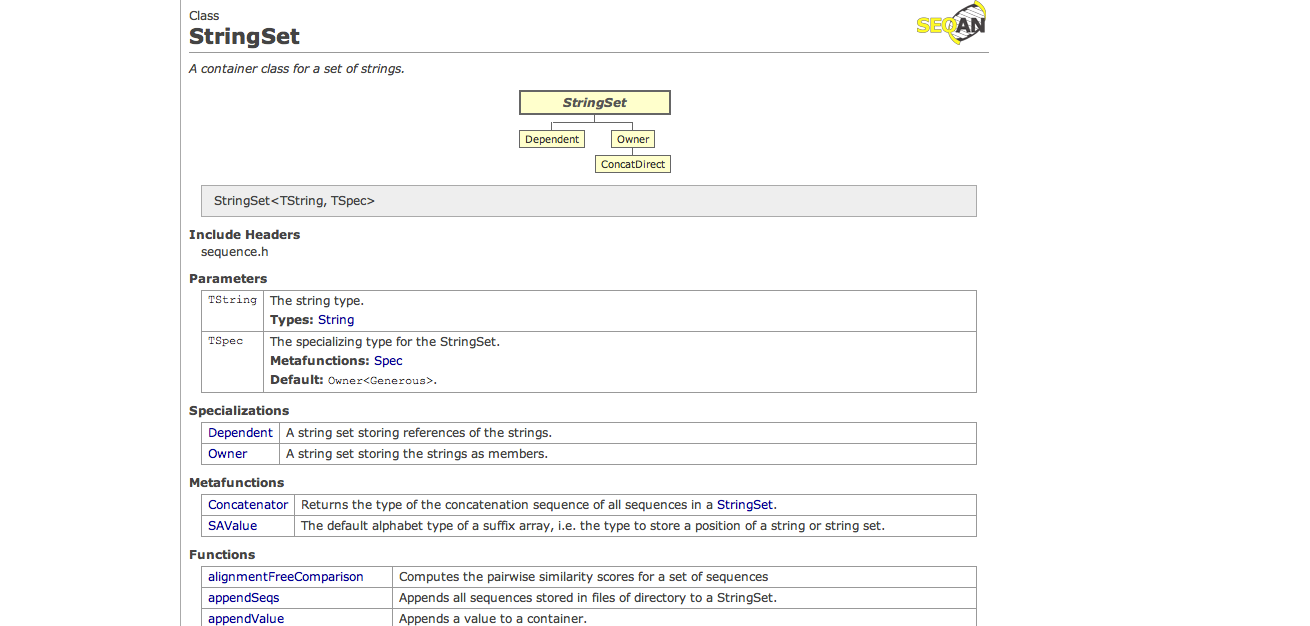 Class
StringSet
SEQAN
A container class for a set of strings.
StringSet
Dependent Owner
ConcatDirect
StringSet<TString, TSpec>
Include Headers
sequence.h
Parameters
TString The string type.
Types: String
TSpec The specializing type for the StringSet.
Metafunctions: Spec
Default: Owner<Generous>.
Specializations
Dependent A string set storing references of the strings.
Owner A string set storing the strings as members.
Metafunctions
Concatenator Returns the type of the concatenation sequence of all sequences in a StringSet.
SAValue The default alphabet type of a suffix array, i.e. the type to store a position of a string or string set.
Functions
alignmentFreeComparison Computes the pairwise similarity scores for a set of sequences
appendSeqs Appends all sequences stored in files of directory to a StringSet.
appendValue Appends a value to a container.